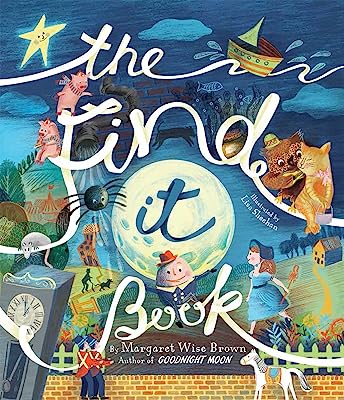 the
Find
it
Book
Illustrated by
Lisa Sheehan
By Margaret Wise Brown
Author of GOODNIGHT MOON